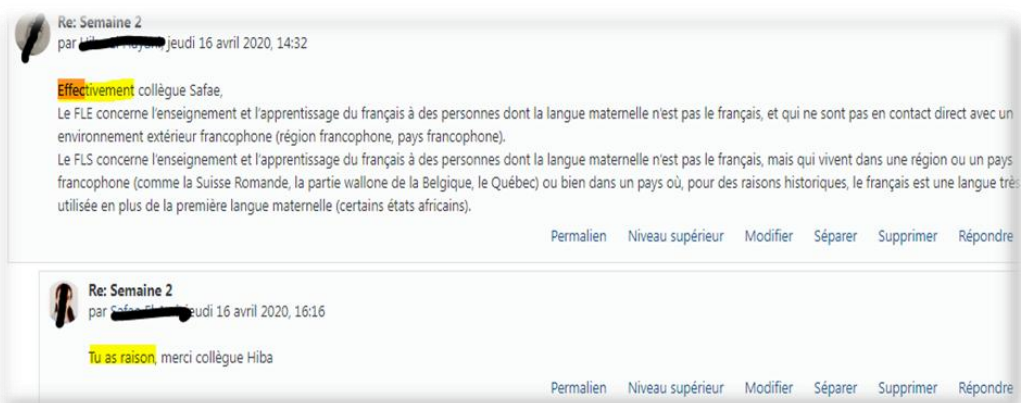 Re: Semaine 2
par jeudi 16 avril 2020, 14:32
Effectivement collègue Safae,
Le FLE concerne l'enseignement et l'apprentissage du français à des personnes dont la langue maternelle n'est pas le français, et qui ne sont pas en contact direct avec un
environnement extérieur francophone (région francophone, pays francophone).
Le FLS concerne l'enseignement et l'apprentissage du français à des personnes dont la langue maternelle n'est pas le français, mais qui vivent dans une région ou un pays
francophone (comme la Suisse Romande, la partie wallone de la Belgique, le Québec) ou bien dans un pays où, pour des raisons historiques, le français est une langue très
utilisée en plus de la première langue maternelle (certains états africains).
Permalien Niveau supérieur Modifier Séparer Supprimer Répondre
Re: Semaine 2
par eudi 16 avril 2020, 16:16
Tu as raison, merci collègue Hiba
Permalien Niveau supérieur Modifier Séparer Supprimer Répondre